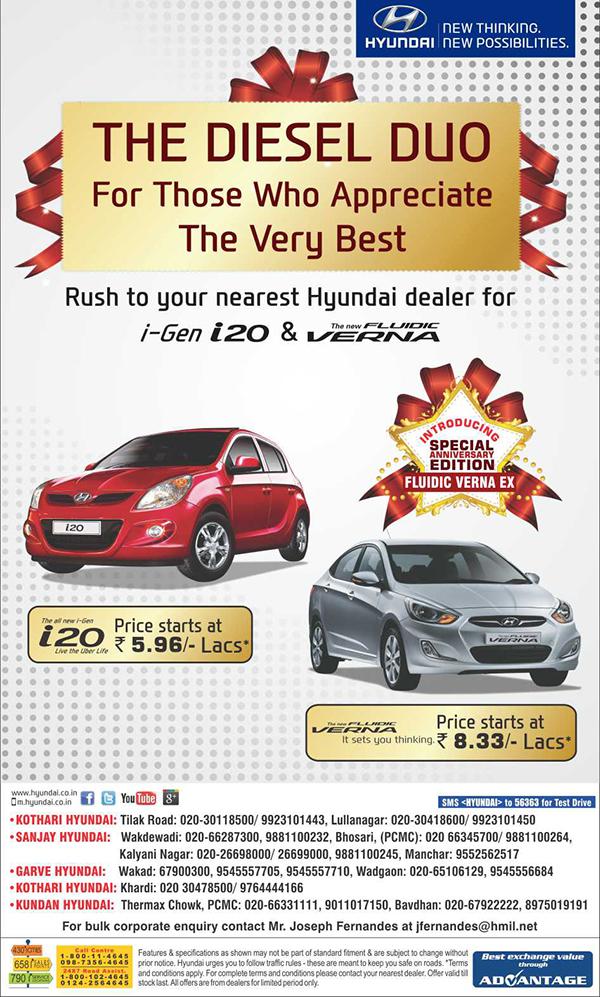 HYUNDAI
NEW THINKING.
NEW POSSIBILITIES.
THE DIESEL DUO
For Those Who Appreciate
The Very Best
Rush to your nearest Hyundai dealer for
i-Gen i20 & The new FLUIDIC VERNA
INTRODUCING
SPECIAL
ANNIVERSARY
EDITION
FLUIDIC VERNA EX
i20
FLUIDIC
VERNA
The all new i-Gen
i20
Live the Uber Life
Price starts at
₹ 5.96/- Lacs*
The new FLUIDIC
VERNA
It sets you thinking.
Price starts at
₹ 8.33/- Lacs*
www.hyundai.co.in
m.hyundai.co.in
YouTube
SMS <HYUNDAI> to 56363 for Test Drive
•KOTHARI HYUNDAI: Tilak Road: 020-30118500/ 9923101443, Lullanagar: 020-30418600/ 9923101450
•SANJAY HYUNDAI: Wakdewadi: 020-66287300, 9881100232, Bhosari, (PCMC): 020 66345700/ 9881100264,
Kalyani Nagar: 020-26698000/ 26699000, 9881100245, Manchar: 9552562517
•GARVE HYUNDAI: Wakad: 67900300, 9545557705, 9545557710, Wadgaon: 020-65106129, 9545556684
•KOTHARI HYUNDAI: Khardi: 020 30478500/ 9764444166
•KUNDAN HYUNDAI: Thermax Chowk, PCMC: 020-66331111, 9011017150, Bavdhan: 020-67922222, 8975019191
For bulk corporate enquiry contact Mr. Joseph Fernandes at jfernandes@hmil.net
430 CITIES
658 SALES
790 SERVICE
Call Centre
1-800-11-4645
098-7356-4645
24X7 Road Assist.
1-800-102-4645
0124-2564645
Features & specifications as shown may not be part of standard fitment & are subject to change without
prior notice. Hyundai urges you to follow traffic rules - these are meant to keep you safe on roads. *Terms
and conditions apply. For complete terms and conditions please contact your nearest dealer. Offer valid till
stock last. All offers are from dealers for limited period only.
Best exchange value
through
ADVANTAGE